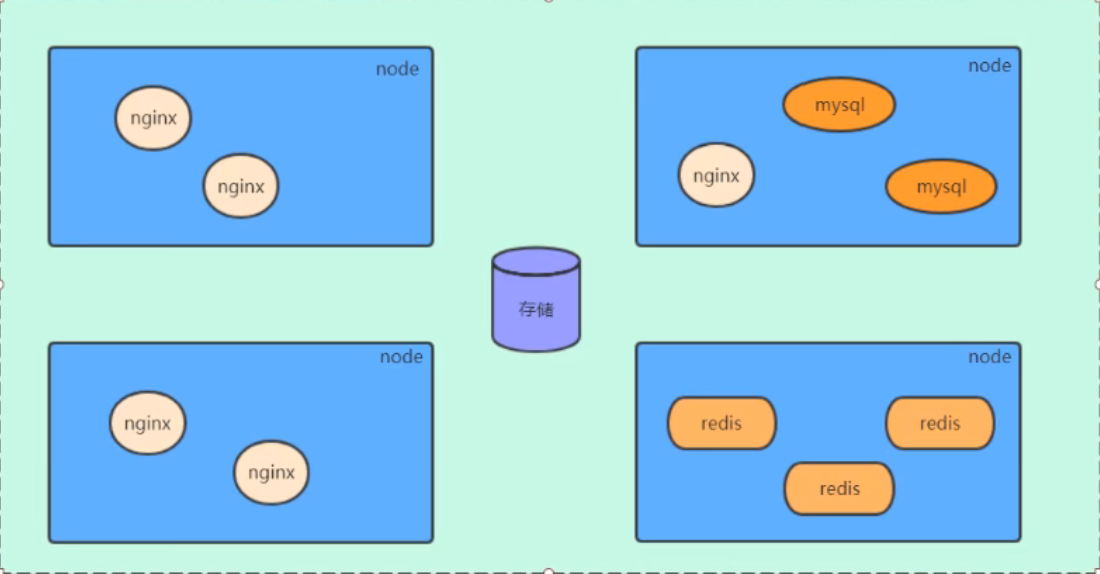 node
nginx
nginx
node
mysql
nginx
mysql
存储
node
nginx
nginx
node
redis
redis
redis